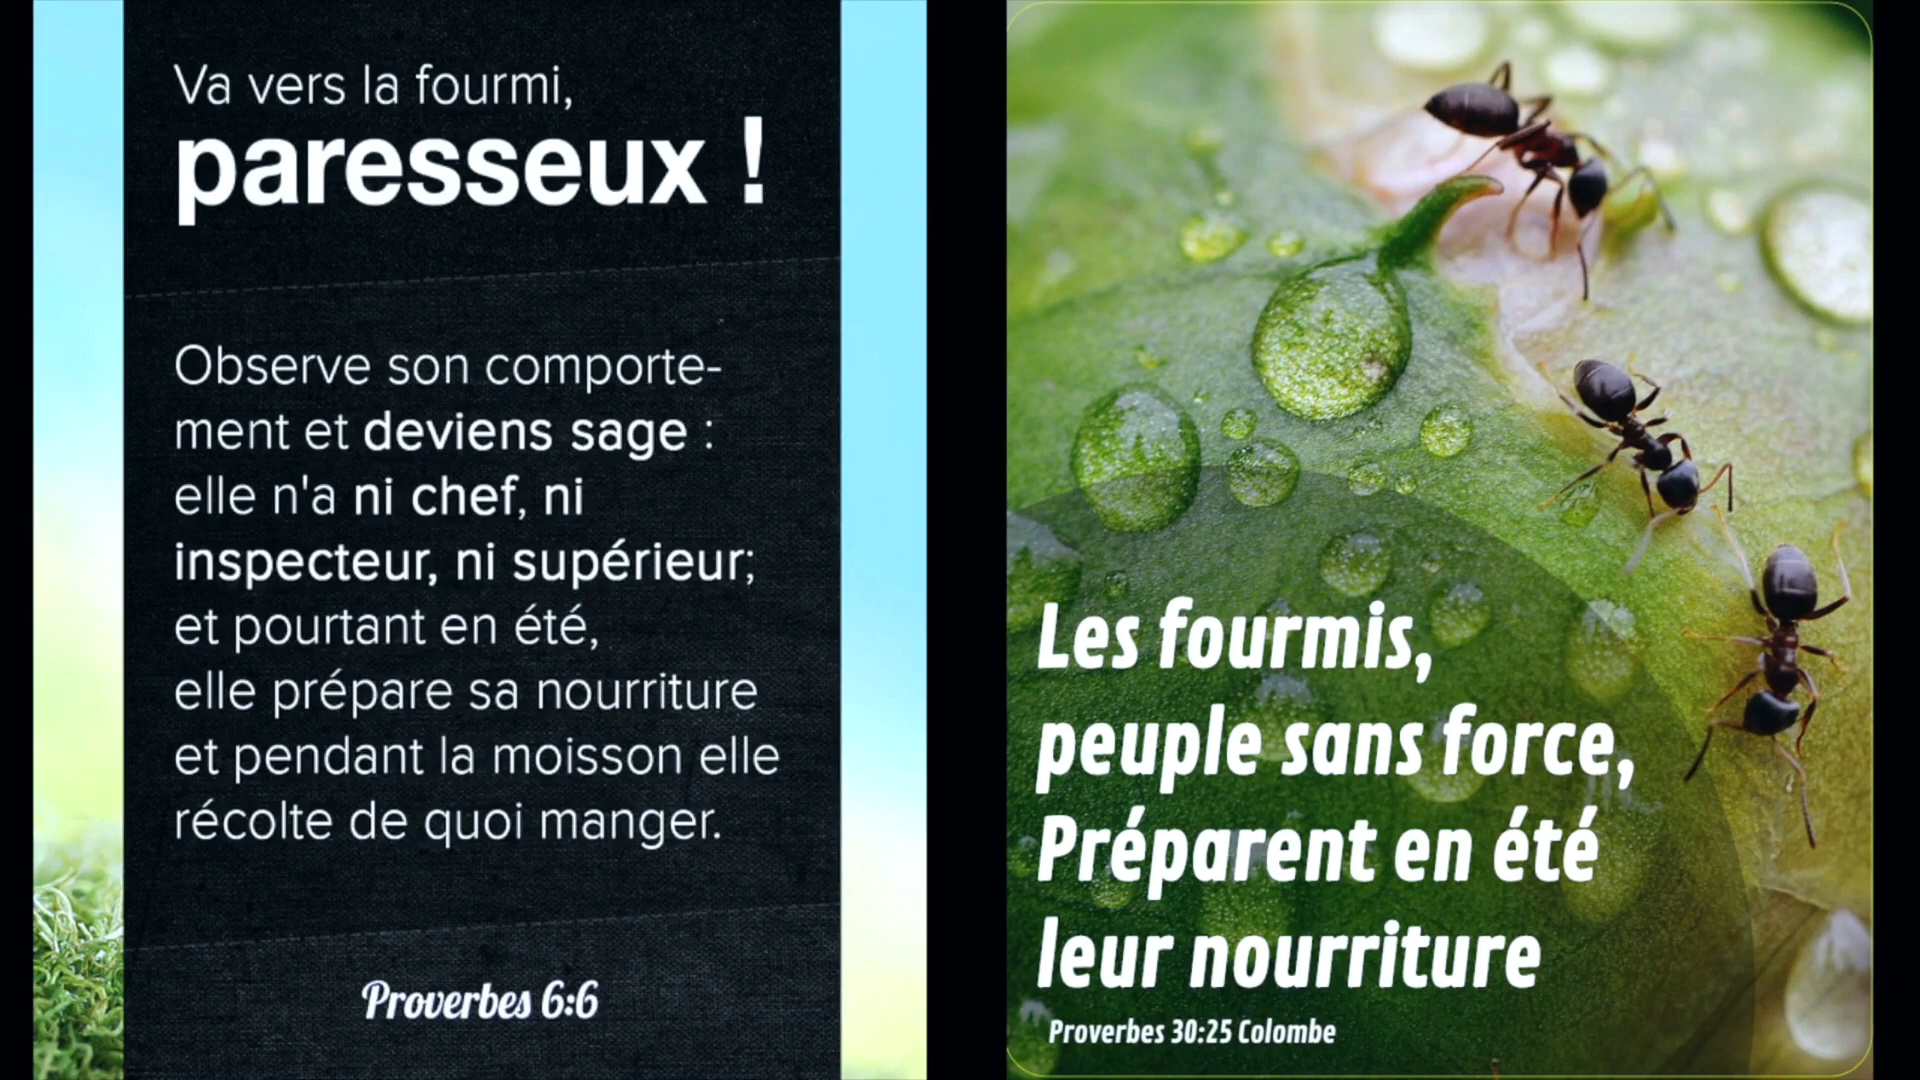 Va vers la fourmi,
paresseux !
Observe son comporte-
ment et deviens sage :
elle n'a ni chef, ni
inspecteur, ni supérieur;
et pourtant en été,
elle prépare sa nourriture
et pendant la moisson elle
récolte de quoi manger.
Proverbes 6:6
Les fourmis,
peuple sans force,
Préparent en été
leur nourriture
Proverbes 30:25 Colombe